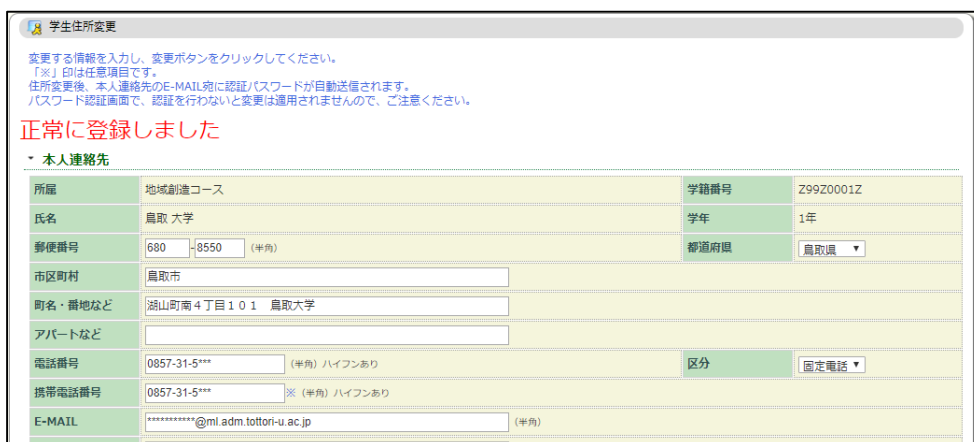 学生住所変更
変更する情報を入力し、変更ボタンをクリックしてください。
「※」印は任意項目です。
住所変更後、本人連絡先のE-MAIL宛に認証パスワードが自動送信されます。
パスワード認証画面で、認証を行わないと変更は適用されませんので、ご注意ください。
正常に登録しました
本人連絡先
所属 地域創造コース 学籍番号 Z99Z0001Z
氏名 鳥取 大学 学年 1年
郵便番号 680 - 8550 (半角) 都道府県 鳥取県
市区町村 鳥取市
町名・番地など 湖山町南4丁目101 鳥取大学
アパートなど
電話番号 0857-31-5*** (半角) ハイフンあり 区分 固定電話
携帯電話番号 0857-31-5*** ※ (半角) ハイフンあり
E-MAIL ***********@ml.adm.tottori-u.ac.jp (半角)